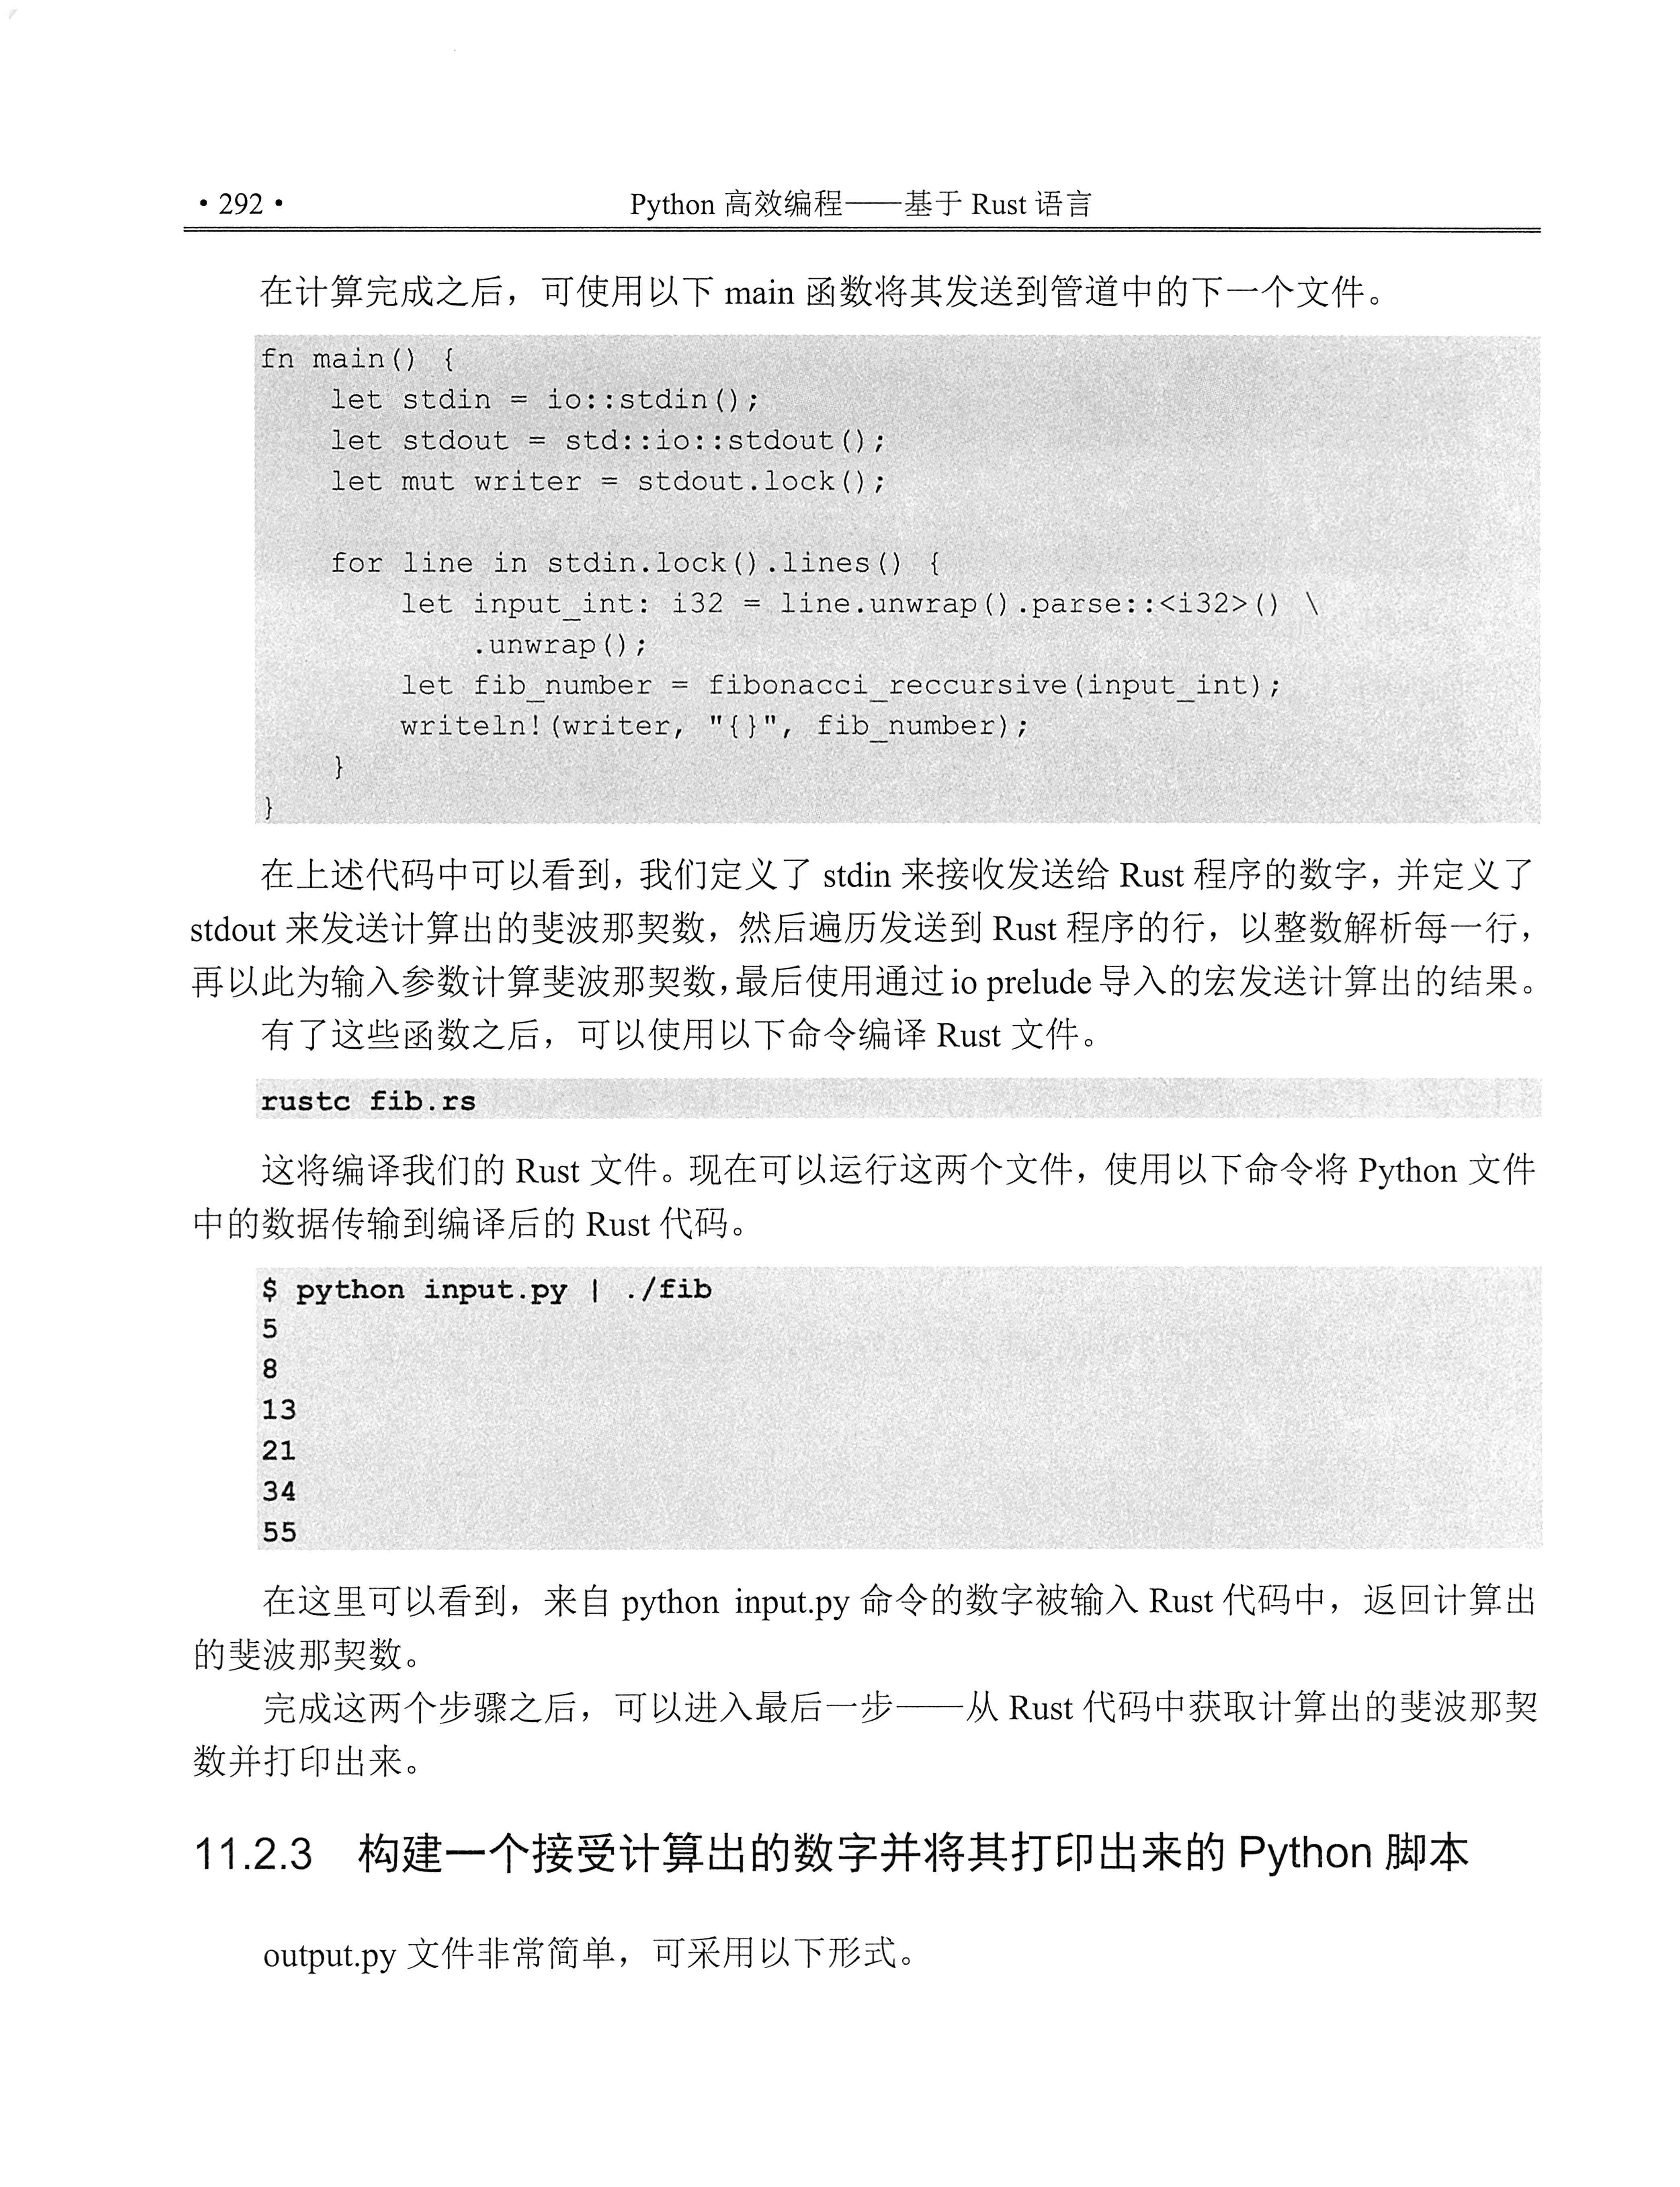 • 292 •
Python 高效编程——基于 Rust 语言
在计算完成之后，可使用以下 main 函数将其发送到管道中的下一个文件。
fn main() {
    let stdin = io::stdin();
    let stdout = std::io::stdout();
    let mut writer = stdout.lock();

    for line in stdin.lock().lines() {
        let input_int: i32 = line.unwrap().parse::<i32>() \
            .unwrap();
        let fib_number = fibonacci_reccursive(input_int);
        writeln!(writer, "{}", fib_number);
    }
}
在上述代码中可以看到，我们定义了 stdin 来接收发送给 Rust 程序的数字，并定义了
stdout 来发送计算出的斐波那契数，然后遍历发送到 Rust 程序的行，以整数解析每一行，
再以此为输入参数计算斐波那契数，最后使用通过 io prelude 导入的宏发送计算出的结果。
有了这些函数之后，可以使用以下命令编译 Rust 文件。
rustc fib.rs
这将编译我们的 Rust 文件。现在可以运行这两个文件，使用以下命令将 Python 文件
中的数据传输到编译后的 Rust 代码。
$ python input.py | ./fib
5
8
13
21
34
55
在这里可以看到，来自 python input.py 命令的数字被输入 Rust 代码中，返回计算出
的斐波那契数。
完成这两个步骤之后，可以进入最后一步——从 Rust 代码中获取计算出的斐波那契
数并打印出来。
11.2.3 构建一个接受计算出的数字并将其打印出来的 Python 脚本
output.py 文件非常简单，可采用以下形式。